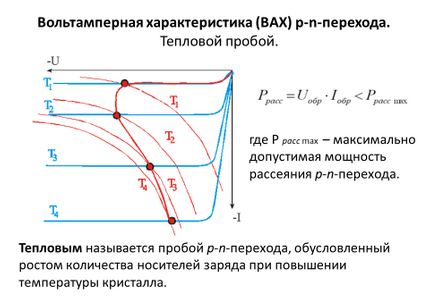 Вольтамперная характеристика (ВАХ) p-n-перехода.
Тепловой пробой.
-U
T₁
T₂
T₃
T₄
T₁
T₂
T₄ T₃
-I
Pрасс = Uобр · Iобр < Pрасс max
где P расс max – максимально
допустимая мощность
рассеяния p-n-перехода.
Тепловым называется пробой p-n-перехода, обусловленный
ростом количества носителей заряда при повышении
температуры кристалла.